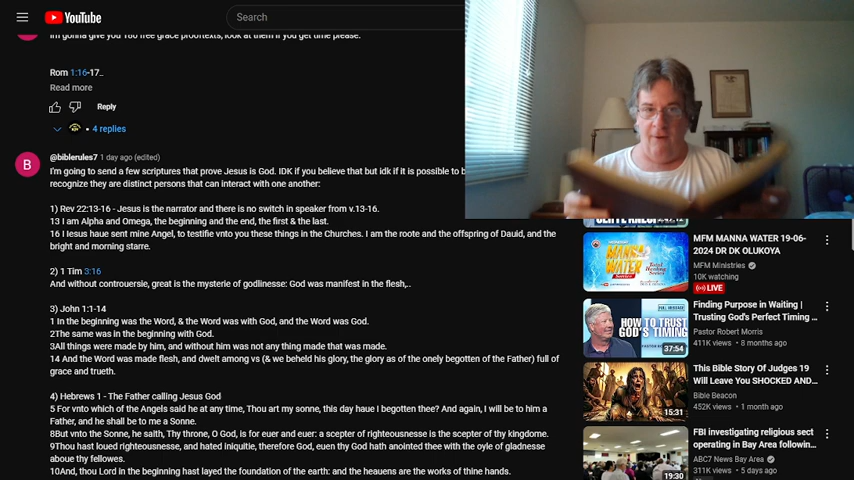 YouTube
Search
Im gonna give you 180 free grace prooftexts, look at them if you get time please.
Rom 1:16-17_
Read more
Reply
4 replies
B
@biblerules7 1 day ago (edited)
I'm going to send a few scriptures that prove Jesus is God. IDK if you believe that but idk if it is possible to b
recognize they are distinct persons that can interact with one another:
1) Rev 22:13-16 - Jesus is the narrator and there is no switch in speaker from v.13-16.
13 I am Alpha and Omega, the beginning and the end, the first & the last.
16 I Iesus haue sent mine Angel, to testifie vnto you these things in the Churches. I am the roote and the offspring of Dauid, and the
bright and morning starre.
2) 1 Tim 3:16
And without controuersie, great is the mysterie of godlinesse: God was manifest in the flesh,..
3) John 1:1-14
1 In the beginning was the Word, & the Word was with God, and the Word was God.
2The same was in the beginning with God.
3All things were made by him, and without him was not any thing made that was made.
14 And the Word was made flesh, and dwelt among vs (& we beheld his glory, the glory as of the onely begotten of the Father) full of
grace and trueth.
4) Hebrews 1 - The Father calling Jesus God
5 For vnto which of the Angels said he at any time, Thou art my sonne, this day haue I begotten thee? And again, I will be to him a
Father, and he shall be to me a Sonne.
8But vnto the Sonne, he saith, Thy throne, O God, is for euer and euer: a scepter of righteousnesse is the scepter of thy kingdome.
9Thou hast loued righteousnesse, and hated iniquitie, therefore God, euen thy God hath anointed thee with the oyle of gladnesse
aboue thy fellowes.
10And, thou Lord in the beginning hast layed the foundation of the earth: and the heauens are the works of thine hands.
MANNA
WATER
MFM MANNA WATER 19-06-
2024 DR DK OLUKOYA
MFM Ministries
10K watching
LIVE
HOW TO TRUST
GOD'S TIMING
37:54
Finding Purpose in Waiting |
Trusting God's Perfect Timing ...
Pastor Robert Morris
411K views • 8 months ago
15:31
This Bible Story Of Judges 19
Will Leave You SHOCKED AND...
Bible Beacon
452K views • 1 month ago
19:30
FBI investigating religious sect
operating in Bay Area followin...
ABC7 News Bay Area
311K views • 5 days ago